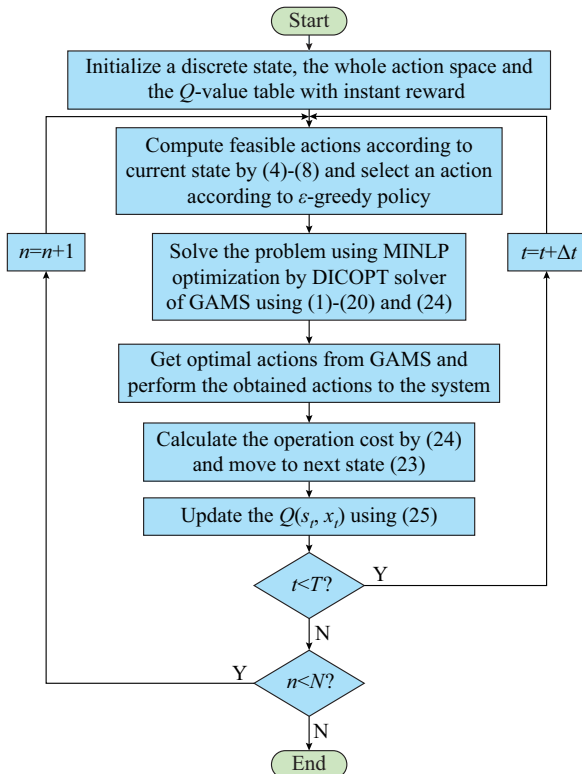 Start
Initialize a discrete state, the whole action space and
the Q-value table with instant reward
Compute feasible actions according to
current state by (4)-(8) and select an action
according to ε-greedy policy
n=n+1
Solve the problem using MINLP
optimization by DICOPT solver
of GAMS using (1)-(20) and (24)
t=t+Δt
Get optimal actions from GAMS and
perform the obtained actions to the system
Calculate the operation cost by (24)
and move to next state (23)
Update the Q(s_t, x_t) using (25)
t<T?
Y
N
Y
n<N?
N
End